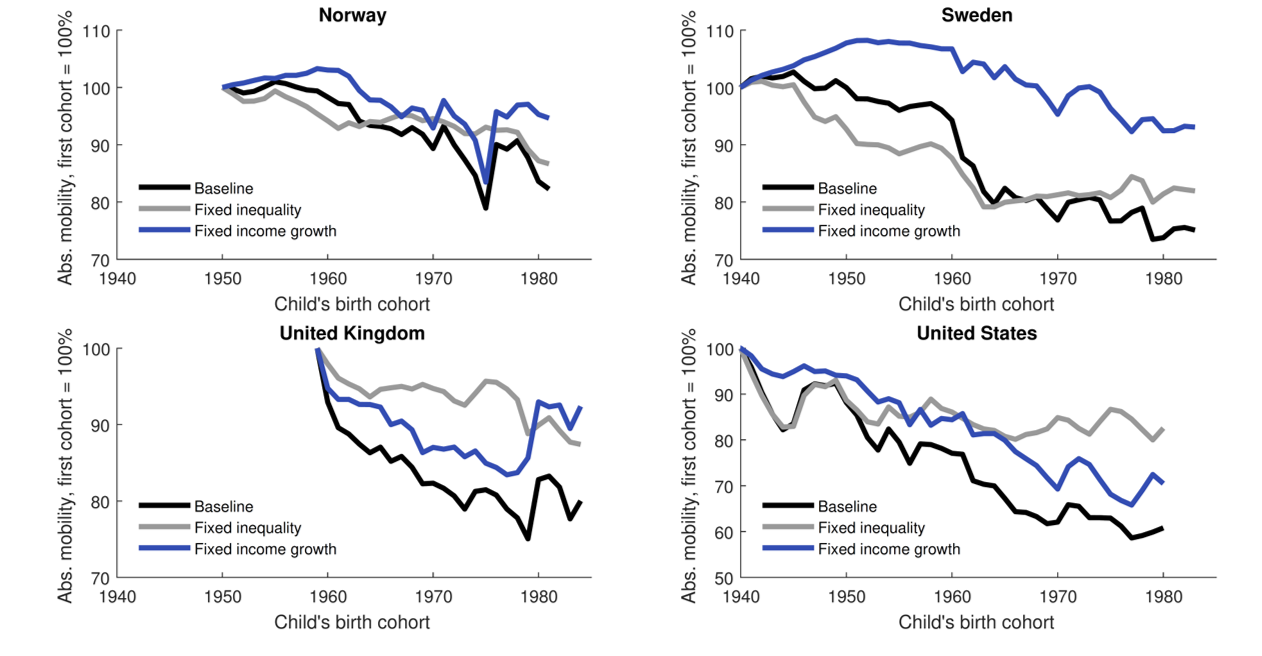 Norway
Abs. mobility, first cohort = 100%
110
100
90
80
70
Baseline
Fixed inequality
Fixed income growth
1940
1950
1960
1970
1980
Child's birth cohort
Sweden
Abs. mobility, first cohort = 100%
110
100
90
80
70
Baseline
Fixed inequality
Fixed income growth
1940
1950
1960
1970
1980
Child's birth cohort
United Kingdom
Abs. mobility, first cohort = 100%
100
90
80
70
Baseline
Fixed inequality
Fixed income growth
1940
1950
1960
1970
1980
Child's birth cohort
United States
Abs. mobility, first cohort = 100%
100
90
80
70
60
50
Baseline
Fixed inequality
Fixed income growth
1940
1950
1960
1970
1980
Child's birth cohort